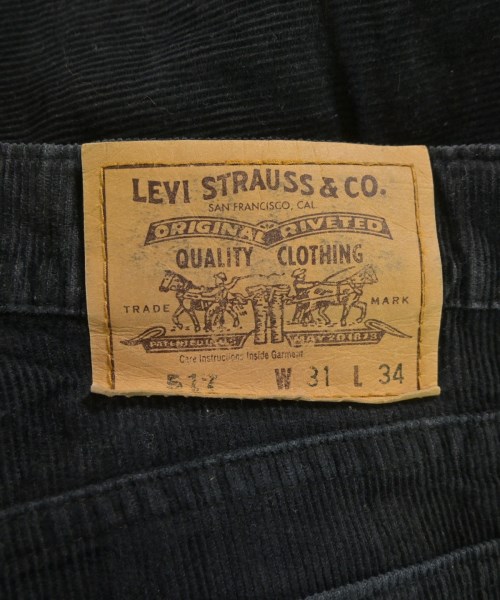 LEVI STRAUSS & CO.
SAN FRANCISCO, CAL.
ORIGINAL RIVETED
QUALITY CLOTHING
TRADE MARK
PATENTED IN U.S. MAY 20 1873
Care Instructions Inside Garment
517 W 31 L 34